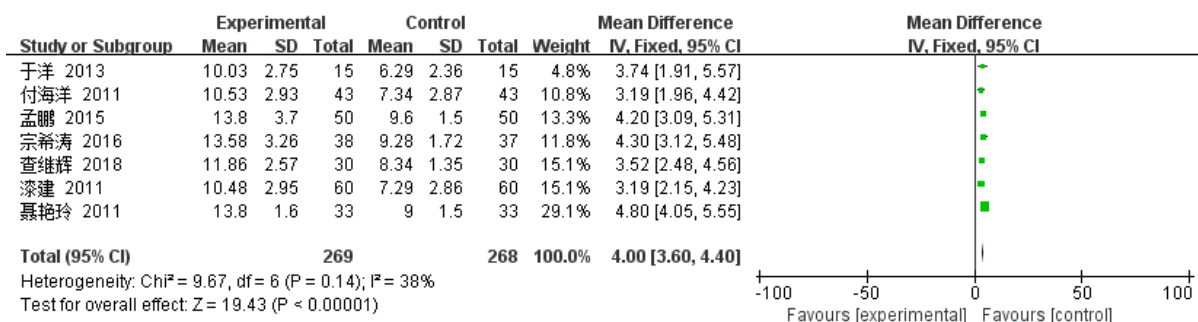 Experimental Control Mean Difference Mean Difference
Study or Subgroup Mean SD Total Mean SD Total Weight IV, Fixed, 95% CI IV, Fixed, 95% CI
于洋 2013 10.03 2.75 15 6.29 2.36 15 4.8% 3.74 [1.91, 5.57]
付海洋 2011 10.53 2.93 43 7.34 2.87 43 10.8% 3.19 [1.96, 4.42]
孟鹏 2015 13.8 3.7 50 9.6 1.5 50 13.3% 4.20 [3.09, 5.31]
宗希涛 2016 13.58 3.26 38 9.28 1.72 37 11.8% 4.30 [3.12, 5.48]
查继辉 2018 11.86 2.57 30 8.34 1.35 30 15.1% 3.52 [2.48, 4.56]
漆建 2011 10.48 2.95 60 7.29 2.86 60 15.1% 3.19 [2.15, 4.23]
聂艳玲 2011 13.8 1.6 33 9 1.5 33 29.1% 4.80 [4.05, 5.55]
Total (95% CI) 269 268 100.0% 4.00 [3.60, 4.40]
Heterogeneity: Chi² = 9.67, df = 6 (P = 0.14); I² = 38%
Test for overall effect: Z = 19.43 (P < 0.00001)
-100 -50 0 50 100
Favours [experimental] Favours [control]